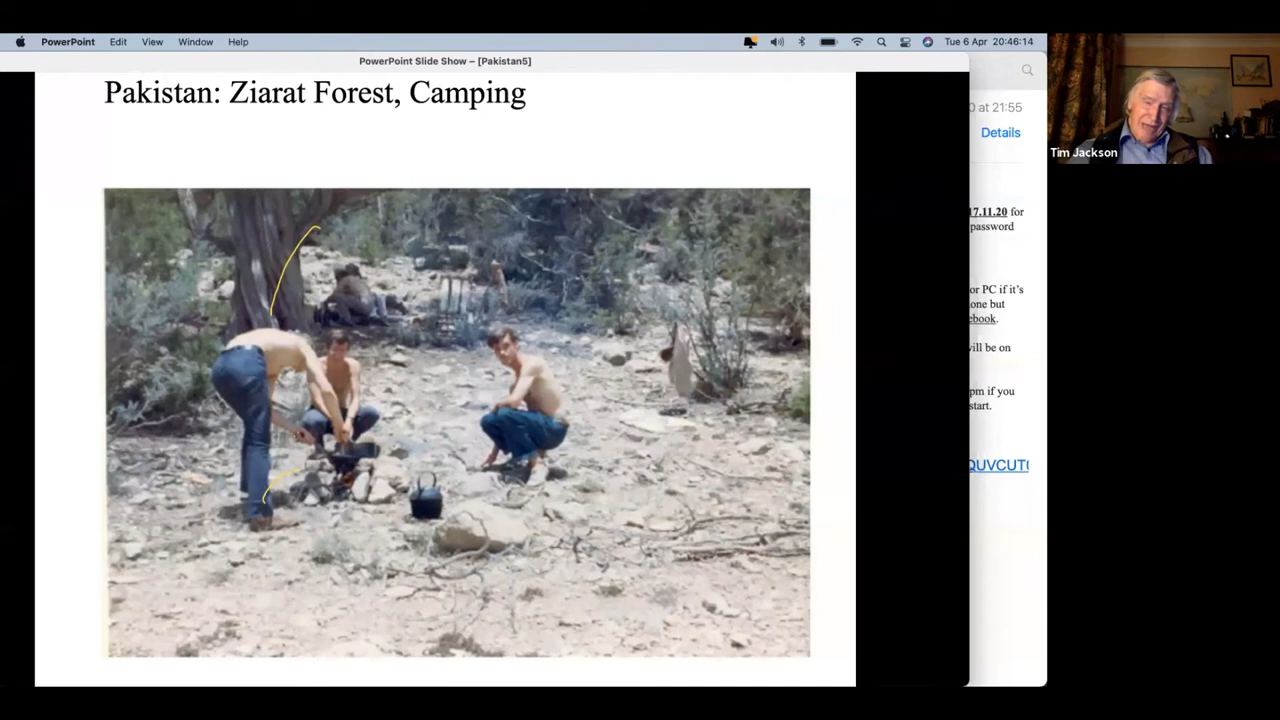 PowerPoint Edit View Window Help Tue 6 Apr 20:46:14
PowerPoint Slide Show – [Pakistan5]
Pakistan: Ziarat Forest, Camping
at 21:55
Details
17.11.20 for
password
or PC if it's
one but
ebook.
will be on
pm if you
start.
QUVCUT
Tim Jackson